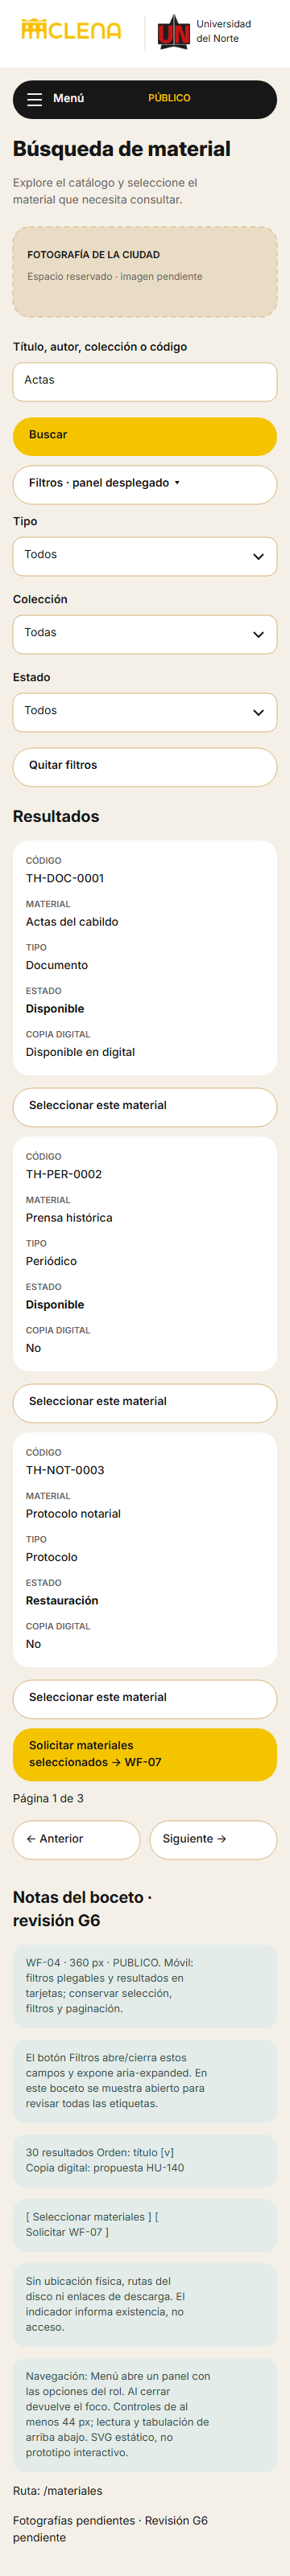 CLENA
UN
Universidad
del Norte
Menú
PÚBLICO
Búsqueda de material
Explore el catálogo y seleccione el
material que necesita consultar.
FOTOGRAFÍA DE LA CIUDAD
Espacio reservado · imagen pendiente
Título, autor, colección o código
Actas
Buscar
Filtros · panel desplegado ▾
Tipo
Todos
Colección
Todas
Estado
Todos
Quitar filtros
Resultados
CÓDIGO
TH-DOC-0001
MATERIAL
Actas del cabildo
TIPO
Documento
ESTADO
Disponible
COPIA DIGITAL
Disponible en digital
Seleccionar este material
CÓDIGO
TH-PER-0002
MATERIAL
Prensa histórica
TIPO
Periódico
ESTADO
Disponible
COPIA DIGITAL
No
Seleccionar este material
CÓDIGO
TH-NOT-0003
MATERIAL
Protocolo notarial
TIPO
Protocolo
ESTADO
Restauración
COPIA DIGITAL
No
Seleccionar este material
Solicitar materiales
seleccionados → WF-07
Página 1 de 3
← Anterior
Siguiente →
Notas del boceto ·
revisión G6
WF-04 · 360 px · PUBLICO. Móvil:
filtros plegables y resultados en
tarjetas; conservar selección,
filtros y paginación.
El botón Filtros abre/cierra estos
campos y expone aria-expanded. En
este boceto se muestra abierto para
revisar todas las etiquetas.
30 resultados Orden: título [v]
Copia digital: propuesta HU-140
[ Seleccionar materiales ] [
Solicitar WF-07 ]
Sin ubicación física, rutas del
disco ni enlaces de descarga. El
indicador informa existencia, no
acceso.
Navegación: Menú abre un panel con
las opciones del rol. Al cerrar
devuelve el foco. Controles de al
menos 44 px; lectura y tabulación de
arriba abajo. SVG estático, no
prototipo interactivo.
Ruta: /materiales
Fotografías pendientes · Revisión G6
pendiente